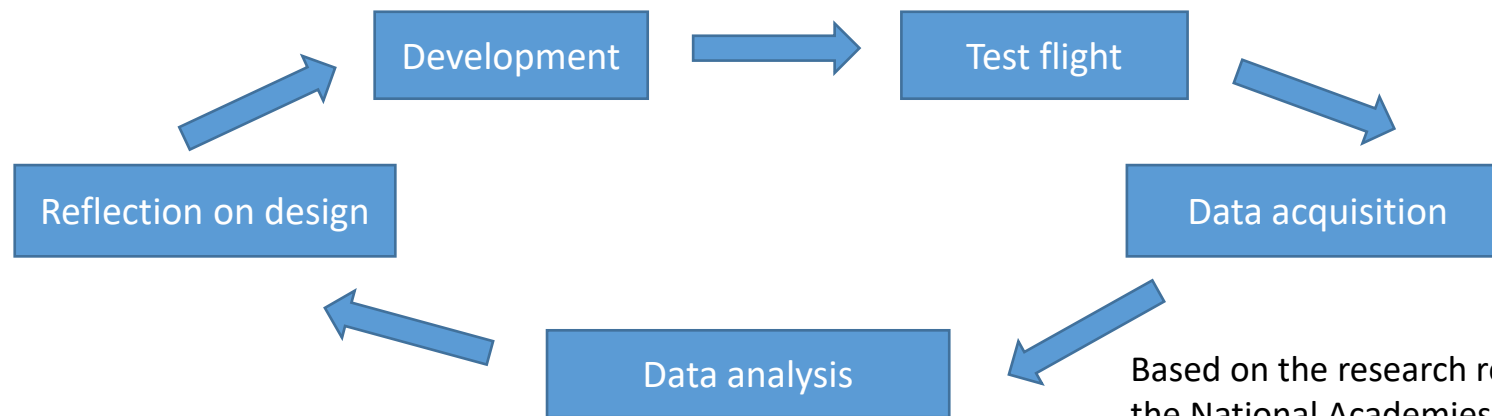 Development
Test flight
Reflection on design
Data acquisition
Data analysis
Based on the research
the National Academies